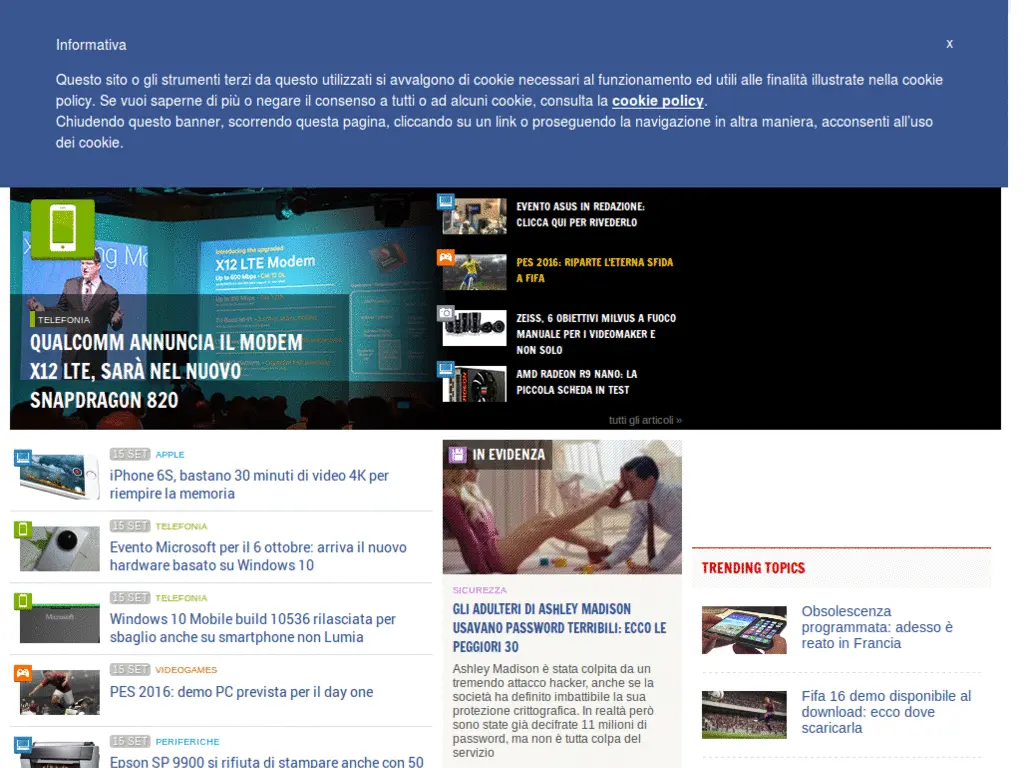 Informativa
x
Questo sito o gli strumenti terzi da questo utilizzati si avvalgono di cookie necessari al funzionamento ed utili alle finalità illustrate nella cookie
policy. Se vuoi saperne di più o negare il consenso a tutti o ad alcuni cookie, consulta la cookie policy.
Chiudendo questo banner, scorrendo questa pagina, cliccando su un link o proseguendo la navigazione in altra maniera, acconsenti all'uso
dei cookie.
Introducing the upgraded
X12 LTE Modem
TELEFONIA
QUALCOMM ANNUNCIA IL MODEM
X12 LTE, SARÀ NEL NUOVO
SNAPDRAGON 820
EVENTO ASUS IN REDAZIONE:
CLICCA QUI PER RIVEDERLO
PES 2016: RIPARTE L'ETERNA SFIDA
A FIFA
ZEISS, 6 OBIETTIVI MILVUS A FUOCO
MANUALE PER I VIDEOMAKER E
NON SOLO
AMD RADEON R9 NANO: LA
PICCOLA SCHEDA IN TEST
tutti gli articoli »
15 SET APPLE
iPhone 6S, bastano 30 minuti di video 4K per
riempire la memoria
15 SET TELEFONIA
Evento Microsoft per il 6 ottobre: arriva il nuovo
hardware basato su Windows 10
15 SET TELEFONIA
Microsoft
Windows 10 Mobile build 10536 rilasciata per
sbaglio anche su smartphone non Lumia
15 SET VIDEOGAMES
PES 2016: demo PC prevista per il day one
15 SET PERIFERICHE
Epson SP 9900 si rifiuta di stampare anche con 50
IN EVIDENZA
SICUREZZA
GLI ADULTERI DI ASHLEY MADISON
USAVANO PASSWORD TERRIBILI: ECCO LE
PEGGIORI 30
Ashley Madison è stata colpita da un
tremendo attacco hacker, anche se la
società ha definito imbattibile la sua
protezione crittografica. In realtà però
sono state già decifrate 11 milioni di
password, ma non è tutta colpa del
servizio
TRENDING TOPICS
Obsolescenza
programmata: adesso è
reato in Francia
Fifa 16 demo disponibile al
download: ecco dove
scaricarla